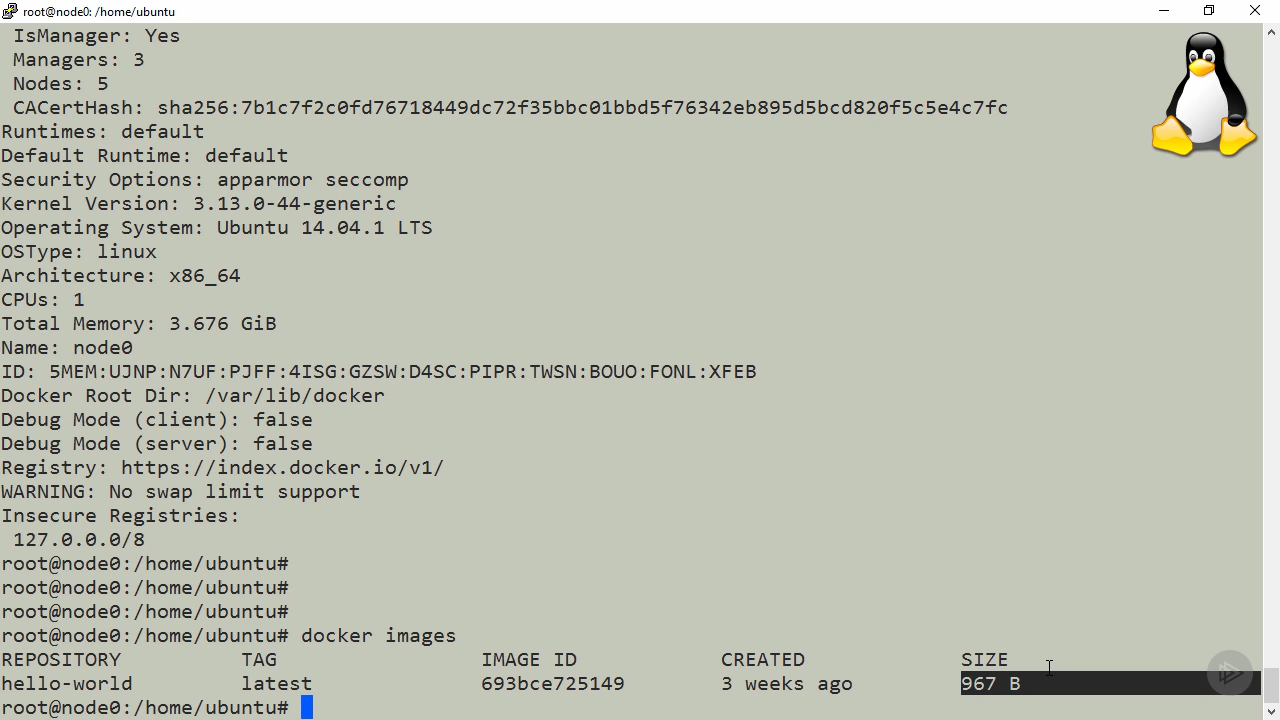 root@node0: /home/ubuntu
IsManager: Yes
Managers: 3
Nodes: 5
CACertHash: sha256:7b1c7f2c0fd76718449dc72f35bbc01bbd5f76342eb895d5bcd820f5c5e4c7fc
Runtimes: default
Default Runtime: default
Security Options: apparmor seccomp
Kernel Version: 3.13.0-44-generic
Operating System: Ubuntu 14.04.1 LTS
OSType: linux
Architecture: x86_64
CPUs: 1
Total Memory: 3.676 GiB
Name: node0
ID: 5MEM:UJNP:N7UF:PJFF:4ISG:GZSW:D4SC:PIPR:TWSN:BOUO:FONL:XFEB
Docker Root Dir: /var/lib/docker
Debug Mode (client): false
Debug Mode (server): false
Registry: https://index.docker.io/v1/
WARNING: No swap limit support
Insecure Registries:
127.0.0.0/8
root@node0:/home/ubuntu#
root@node0:/home/ubuntu#
root@node0:/home/ubuntu#
root@node0:/home/ubuntu# docker images
REPOSITORY TAG IMAGE ID CREATED SIZE
hello-world latest 693bce725149 3 weeks ago 967 B
root@node0:/home/ubuntu#